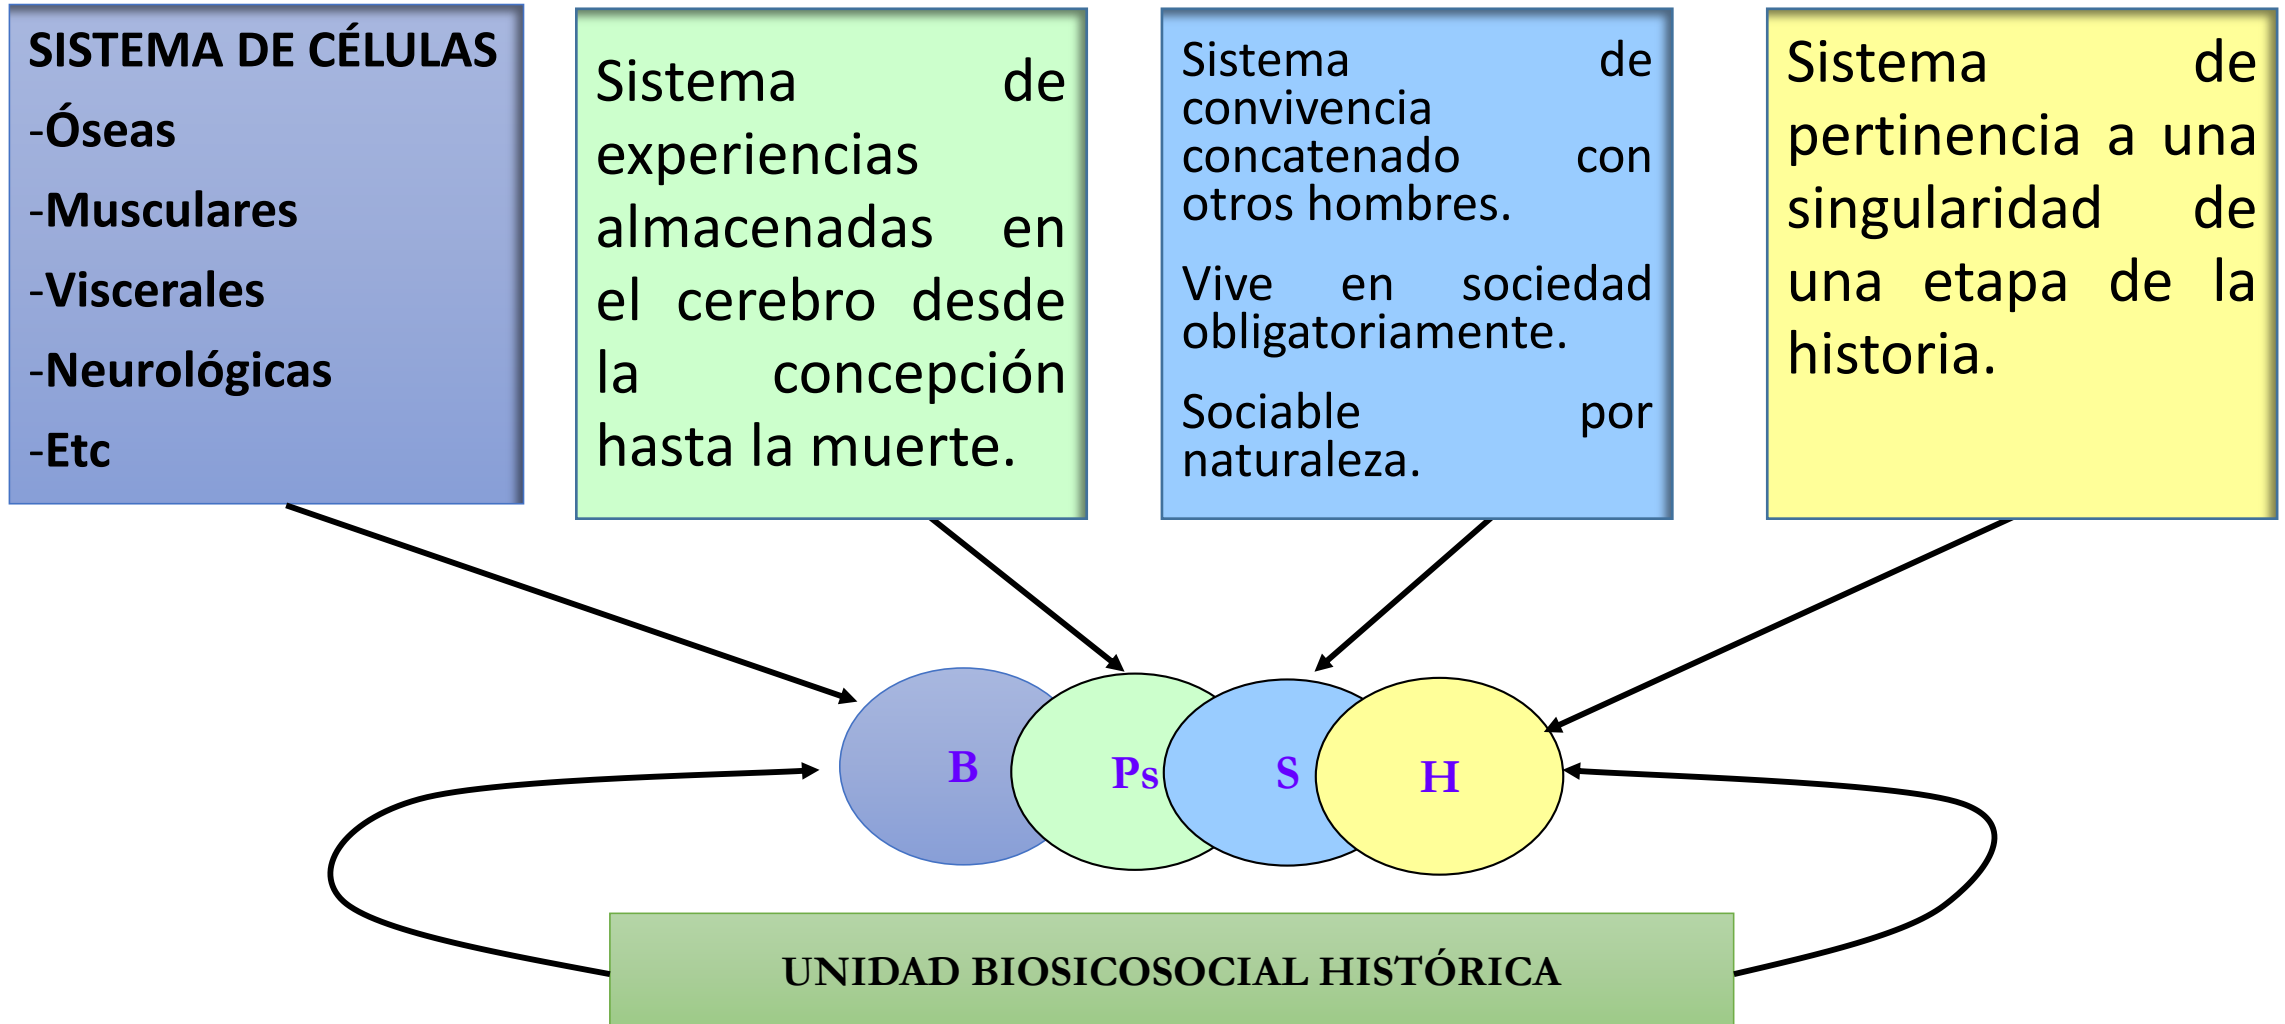 SISTEMA DE CÉLULAS
-Óseas
-Musculares
-Viscerales
-Neurológicas
-Etc
Sistema de
experiencias
almacenadas en
el cerebro desde
la concepción
hasta la muerte.
Sistema de
convivencia
concatenado con
otros hombres.
Vive en sociedad
obligatoriamente.
Sociable por
naturaleza.
Sistema de
pertinencia a una
singularidad de
una etapa de la
historia.
B
Ps
S
H
UNIDAD BIOSICOSOCIAL HISTÓRICA